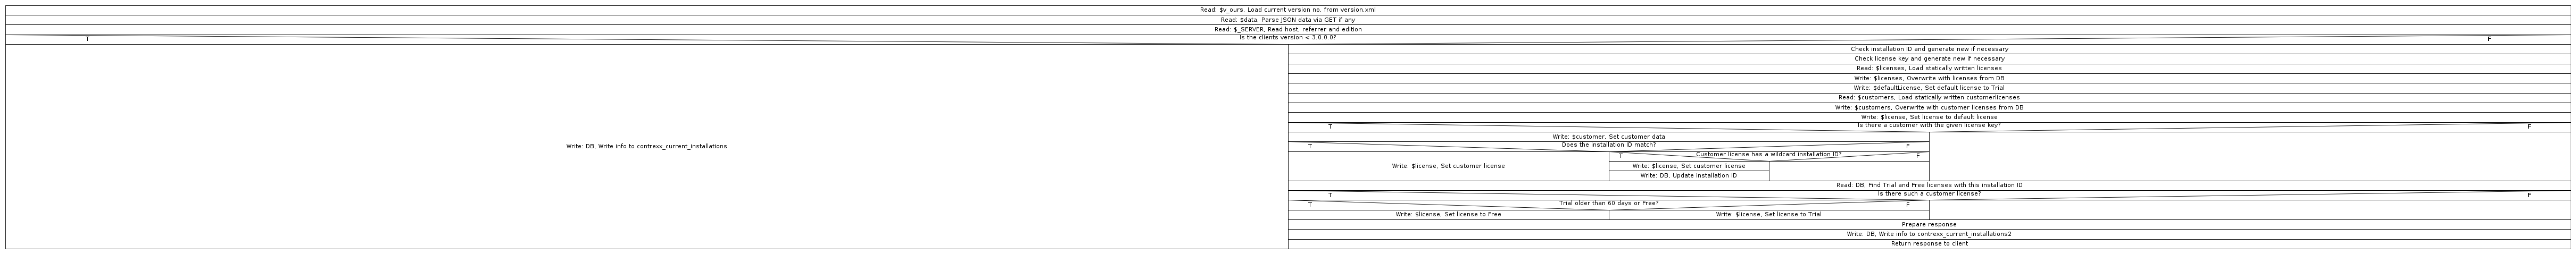 Read: $v_ours, Load current version no. from version.xml
Read: $data, Parse JSON data via GET if any
Read: $_SERVER, Read host, referrer and edition
Is the clients version < 3.0.0.0?
T
F
Write: DB, Write info to contrexx_current_installations
Check installation ID and generate new if necessary
Check license key and generate new if necessary
Read: $licenses, Load statically written licenses
Write: $licenses, Overwrite with licenses from DB
Write: $defaultLicense, Set default license to Trial
Read: $customers, Load statically written customerlicenses
Write: $customers, Overwrite with customer licenses from DB
Write: $license, Set license to default license
Is there a customer with the given license key?
T
F
Write: $customer, Set customer data
Does the installation ID match?
T
F
Write: $license, Set customer license
Customer license has a wildcard installation ID?
T
F
Write: $license, Set customer license
Write: DB, Update installation ID
Read: DB, Find Trial and Free licenses with this installation ID
Is there such a customer license?
T
F
Trial older than 60 days or Free?
T
F
Write: $license, Set license to Free
Write: $license, Set license to Trial
Prepare response
Write: DB, Write info to contrexx_current_installations2
Return response to client